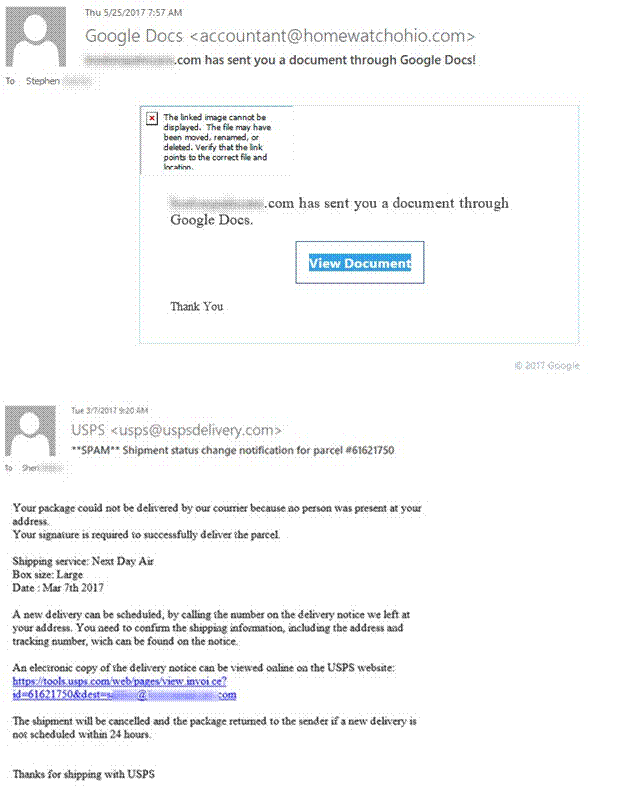 Thu 5/25/2017 7:57 AM
Google Docs <accountant@homewatchohio.com>
.com has sent you a document through Google Docs!
To Stephen
The linked image cannot be
displayed. The file may have
been moved, renamed, or
deleted. Verify that the link
points to the correct file and
location.
.com has sent you a document through
Google Docs.
View Document
Thank You
© 2017 Google
Tue 3/7/2017 9:20 AM
USPS <usps@uspsdelivery.com>
**SPAM** Shipment status change notification for parcel #61621750
To Sheri
Your package could not be delivered by our courrier because no person was present at your
address.
Your signature is required to successfully deliver the parcel.
Shipping service: Next Day Air
Box size: Large
Date : Mar 7th 2017
A new delivery can be scheduled, by calling the number on the delivery notice we left at
your address. You need to confirm the shipping information, including the address and
tracking number, wich can be found on the notice.
An electronic copy of the delivery notice can be viewed online on the USPS website:
https://tools.usps.com/web/pages/view.invoice?
id=61621750&dest=s @ .com
The shipment will be cancelled and the package returned to the sender if a new delivery is
not scheduled within 24 hours.
Thanks for shipping with USPS